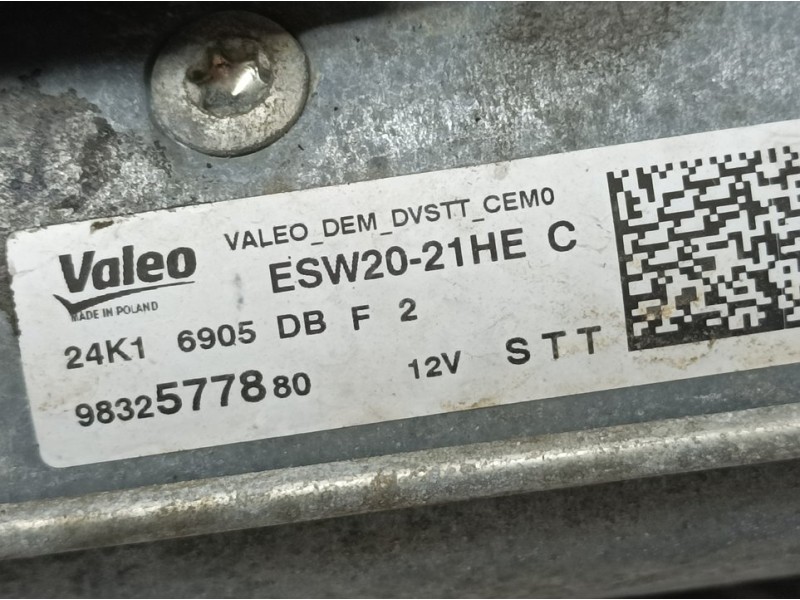 VALEO_DEM_DVSTT_CEM0
Valeo
ESW20-21HE C
MADE IN POLAND
24K1 6905 DB F 2
9832577880 12V STT